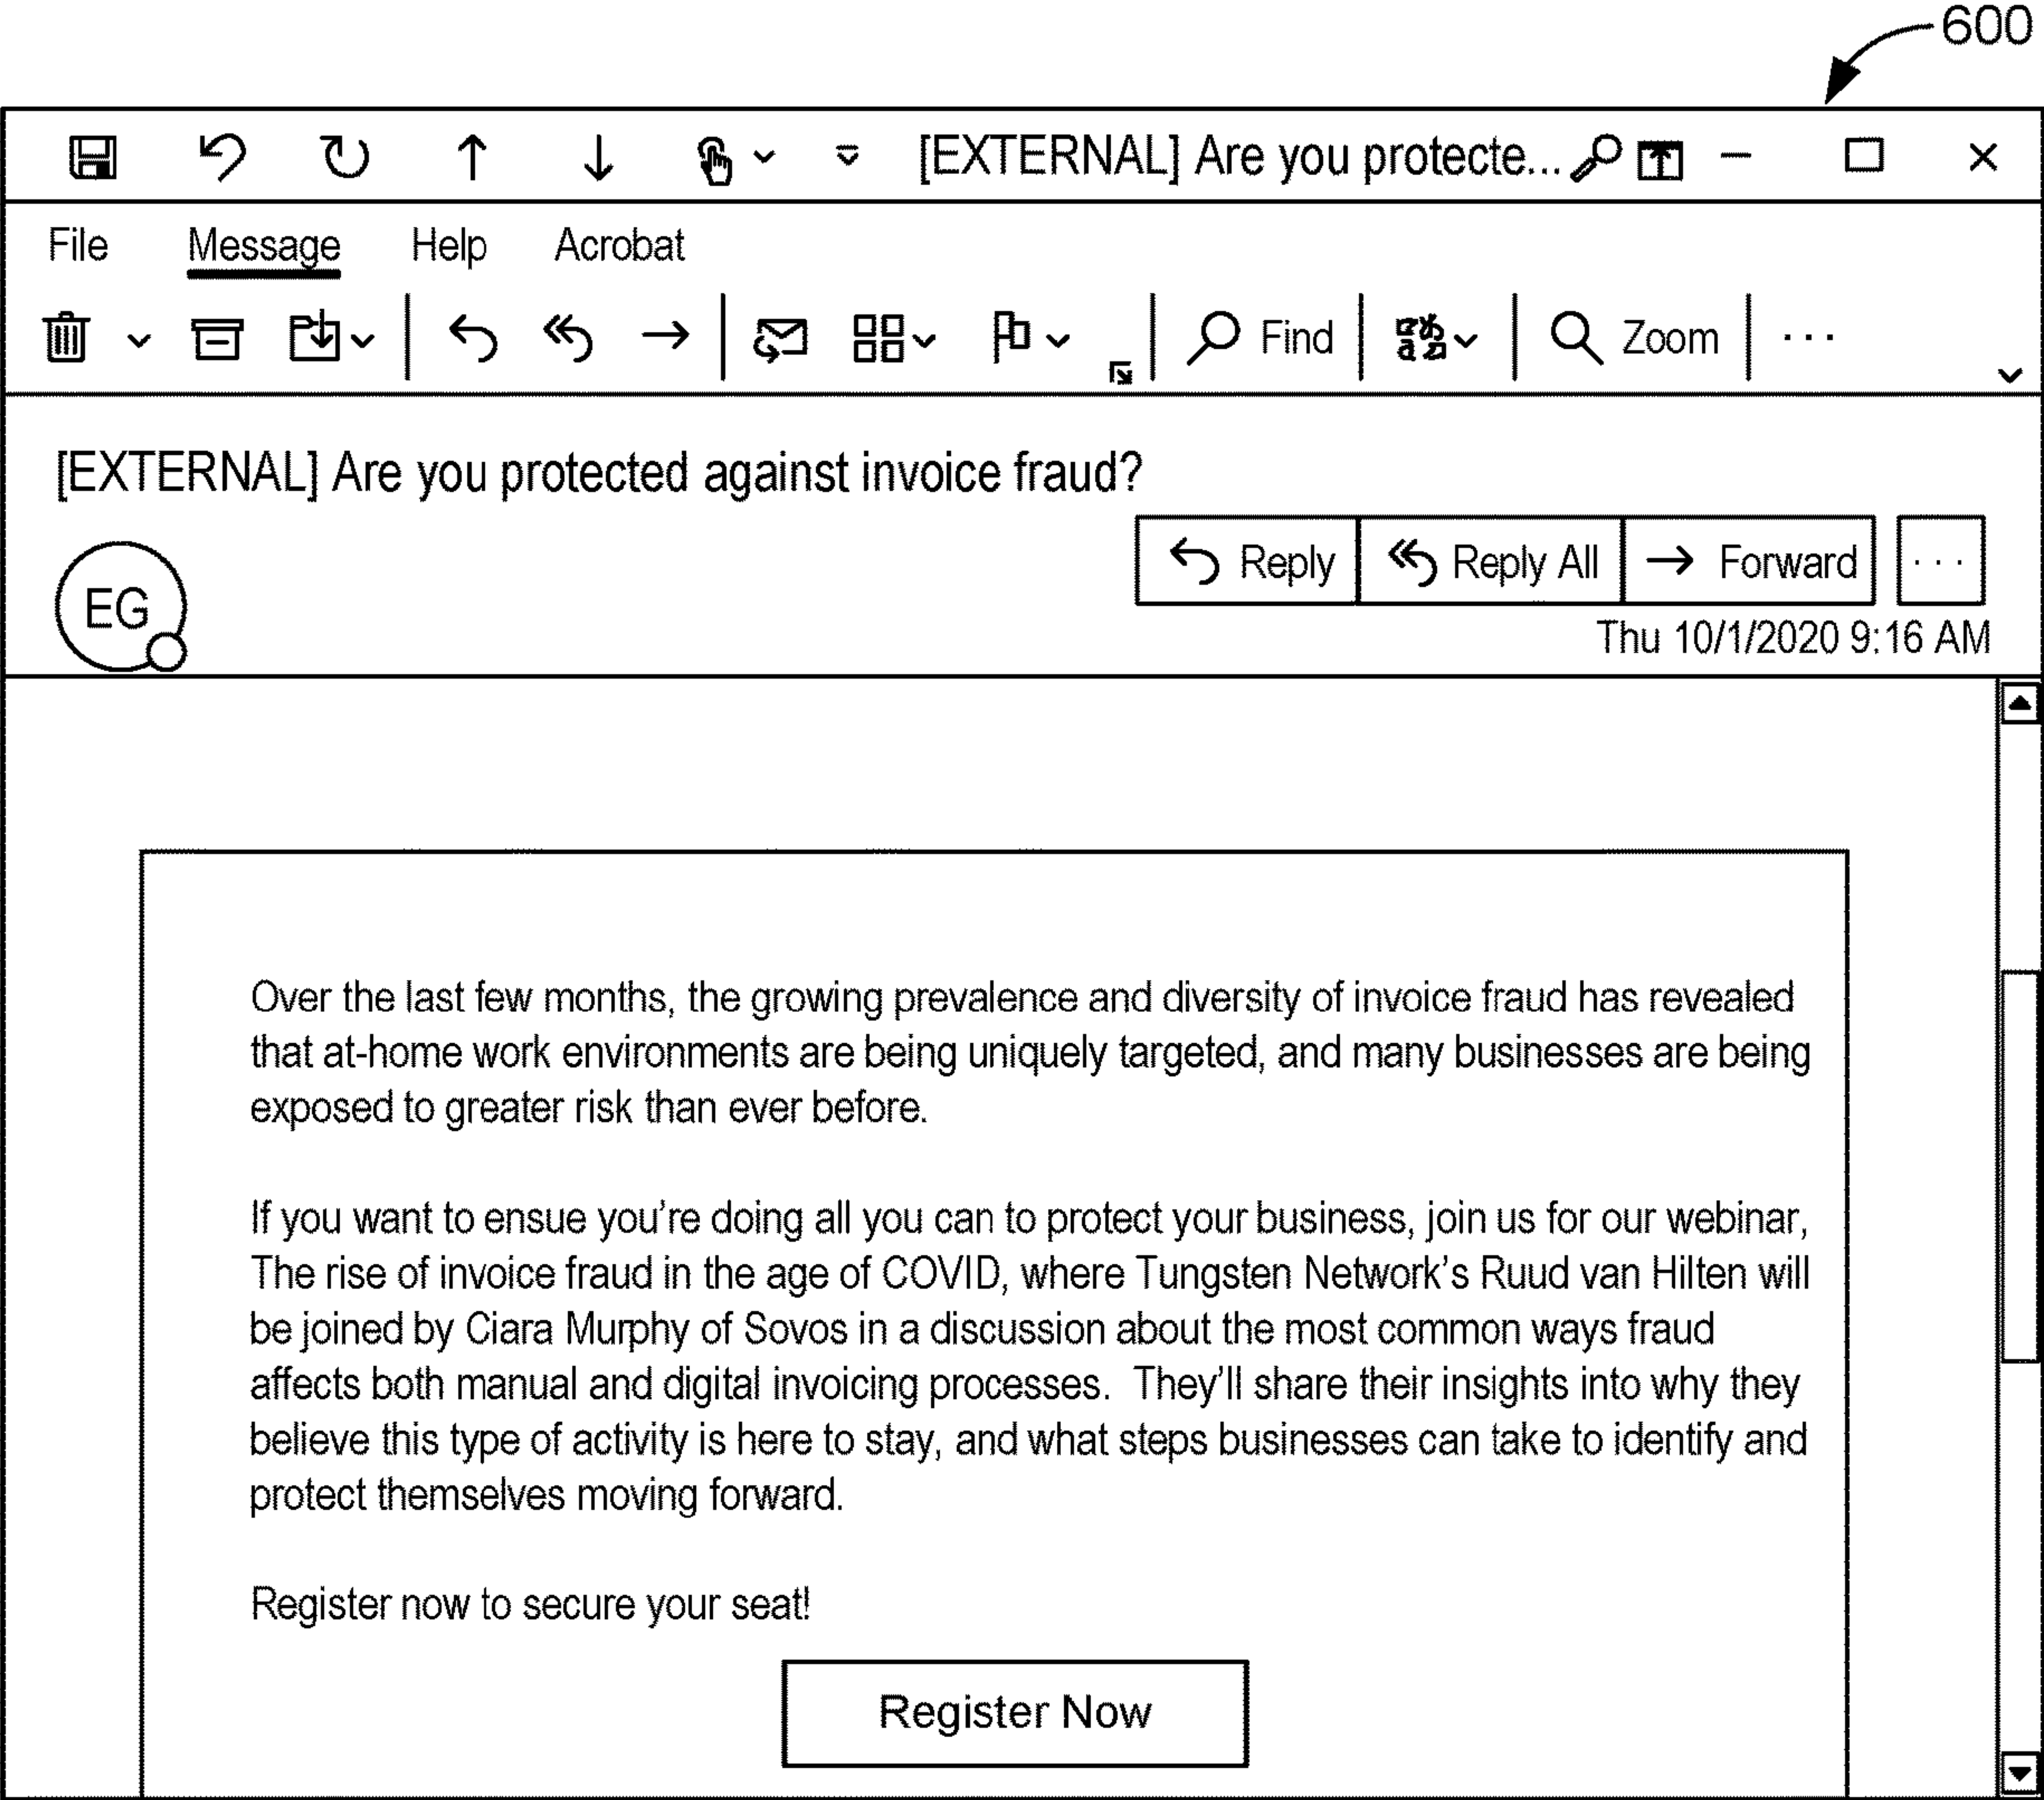 600
[EXTERNAL] Are you protecte...
File Message Help Acrobat
Find Zoom ...
[EXTERNAL] Are you protected against invoice fraud?
EG
Reply Reply All Forward ...
Thu 10/1/2020 9:16 AM
Over the last few months, the growing prevalence and diversity of invoice fraud has revealed
that at-home work environments are being uniquely targeted, and many businesses are being
exposed to greater risk than ever before.
If you want to ensue you're doing all you can to protect your business, join us for our webinar,
The rise of invoice fraud in the age of COVID, where Tungsten Network's Ruud van Hilten will
be joined by Ciara Murphy of Sovos in a discussion about the most common ways fraud
affects both manual and digital invoicing processes.  They'll share their insights into why they
believe this type of activity is here to stay, and what steps businesses can take to identify and
protect themselves moving forward.
Register now to secure your seat!
Register Now